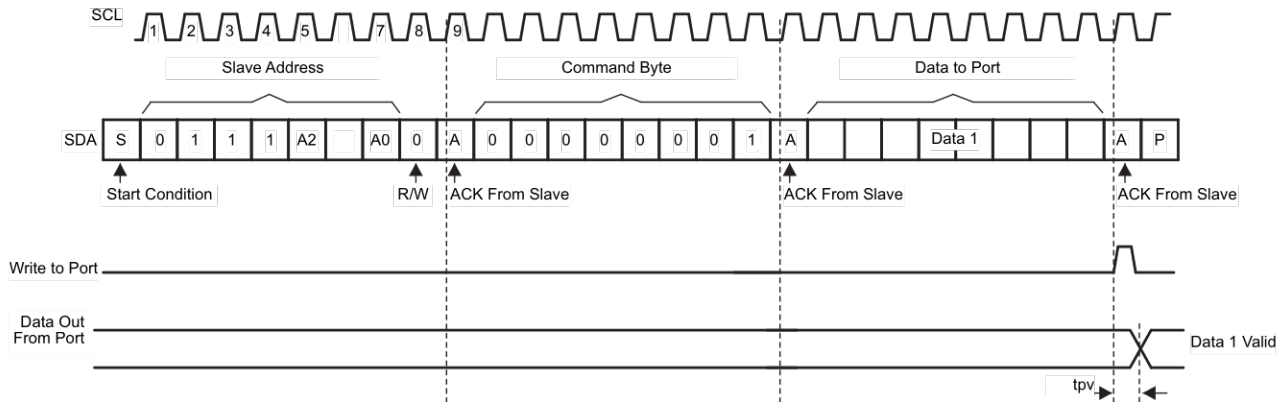 SCL
1 2 3 4 5 7 8 9
Slave Address Command Byte Data to Port
SDA S 0 1 1 1 A2 A0 0 A 0 0 0 0 0 0 0 1 A Data 1 A P
Start Condition R/W ACK From Slave ACK From Slave ACK From Slave
Write to Port
Data Out
From Port
Data 1 Valid
tpv